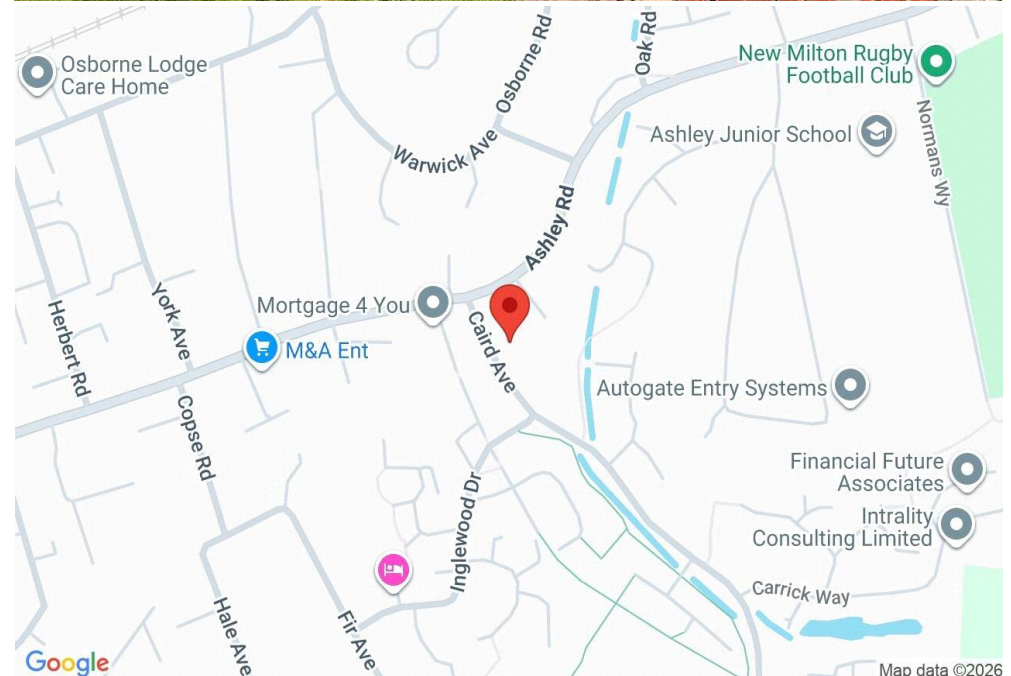 Osborne Lodge
Care Home
Osborne Rd
Oak Rd
New Milton Rugby
Football Club
Ashley Junior School
Normans Wy
Warwick Ave
Ashley Rd
Mortgage 4 You
Herbert Rd
York Ave
M&A Ent
Caird Ave
Autogate Entry Systems
Copse Rd
Financial Future
Associates
Inglewood Dr
Intrality
Consulting Limited
Carrick Way
Hale Ave
Fir Ave
Google
Map data ©2026